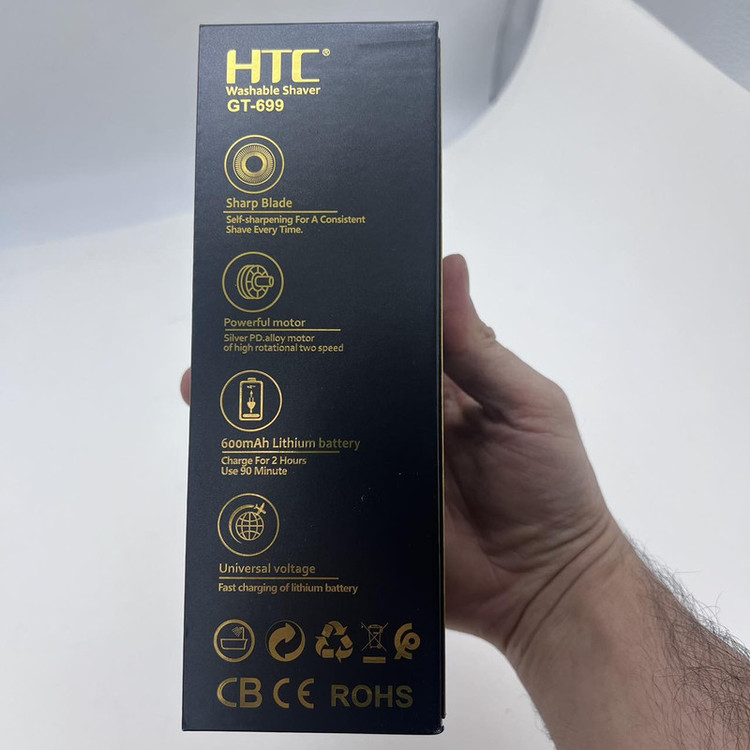 HTC®
Washable Shaver
GT-699
Sharp Blade
Self-sharpening For A Consistent
Shave Every Time.
Powerful motor
Silver PD.alloy motor
of high rotational two speed
600mAh Lithium battery
Charge For 2 Hours
Use 90 Minute
Universal voltage
Fast charging of lithium battery
CB CE ROHS